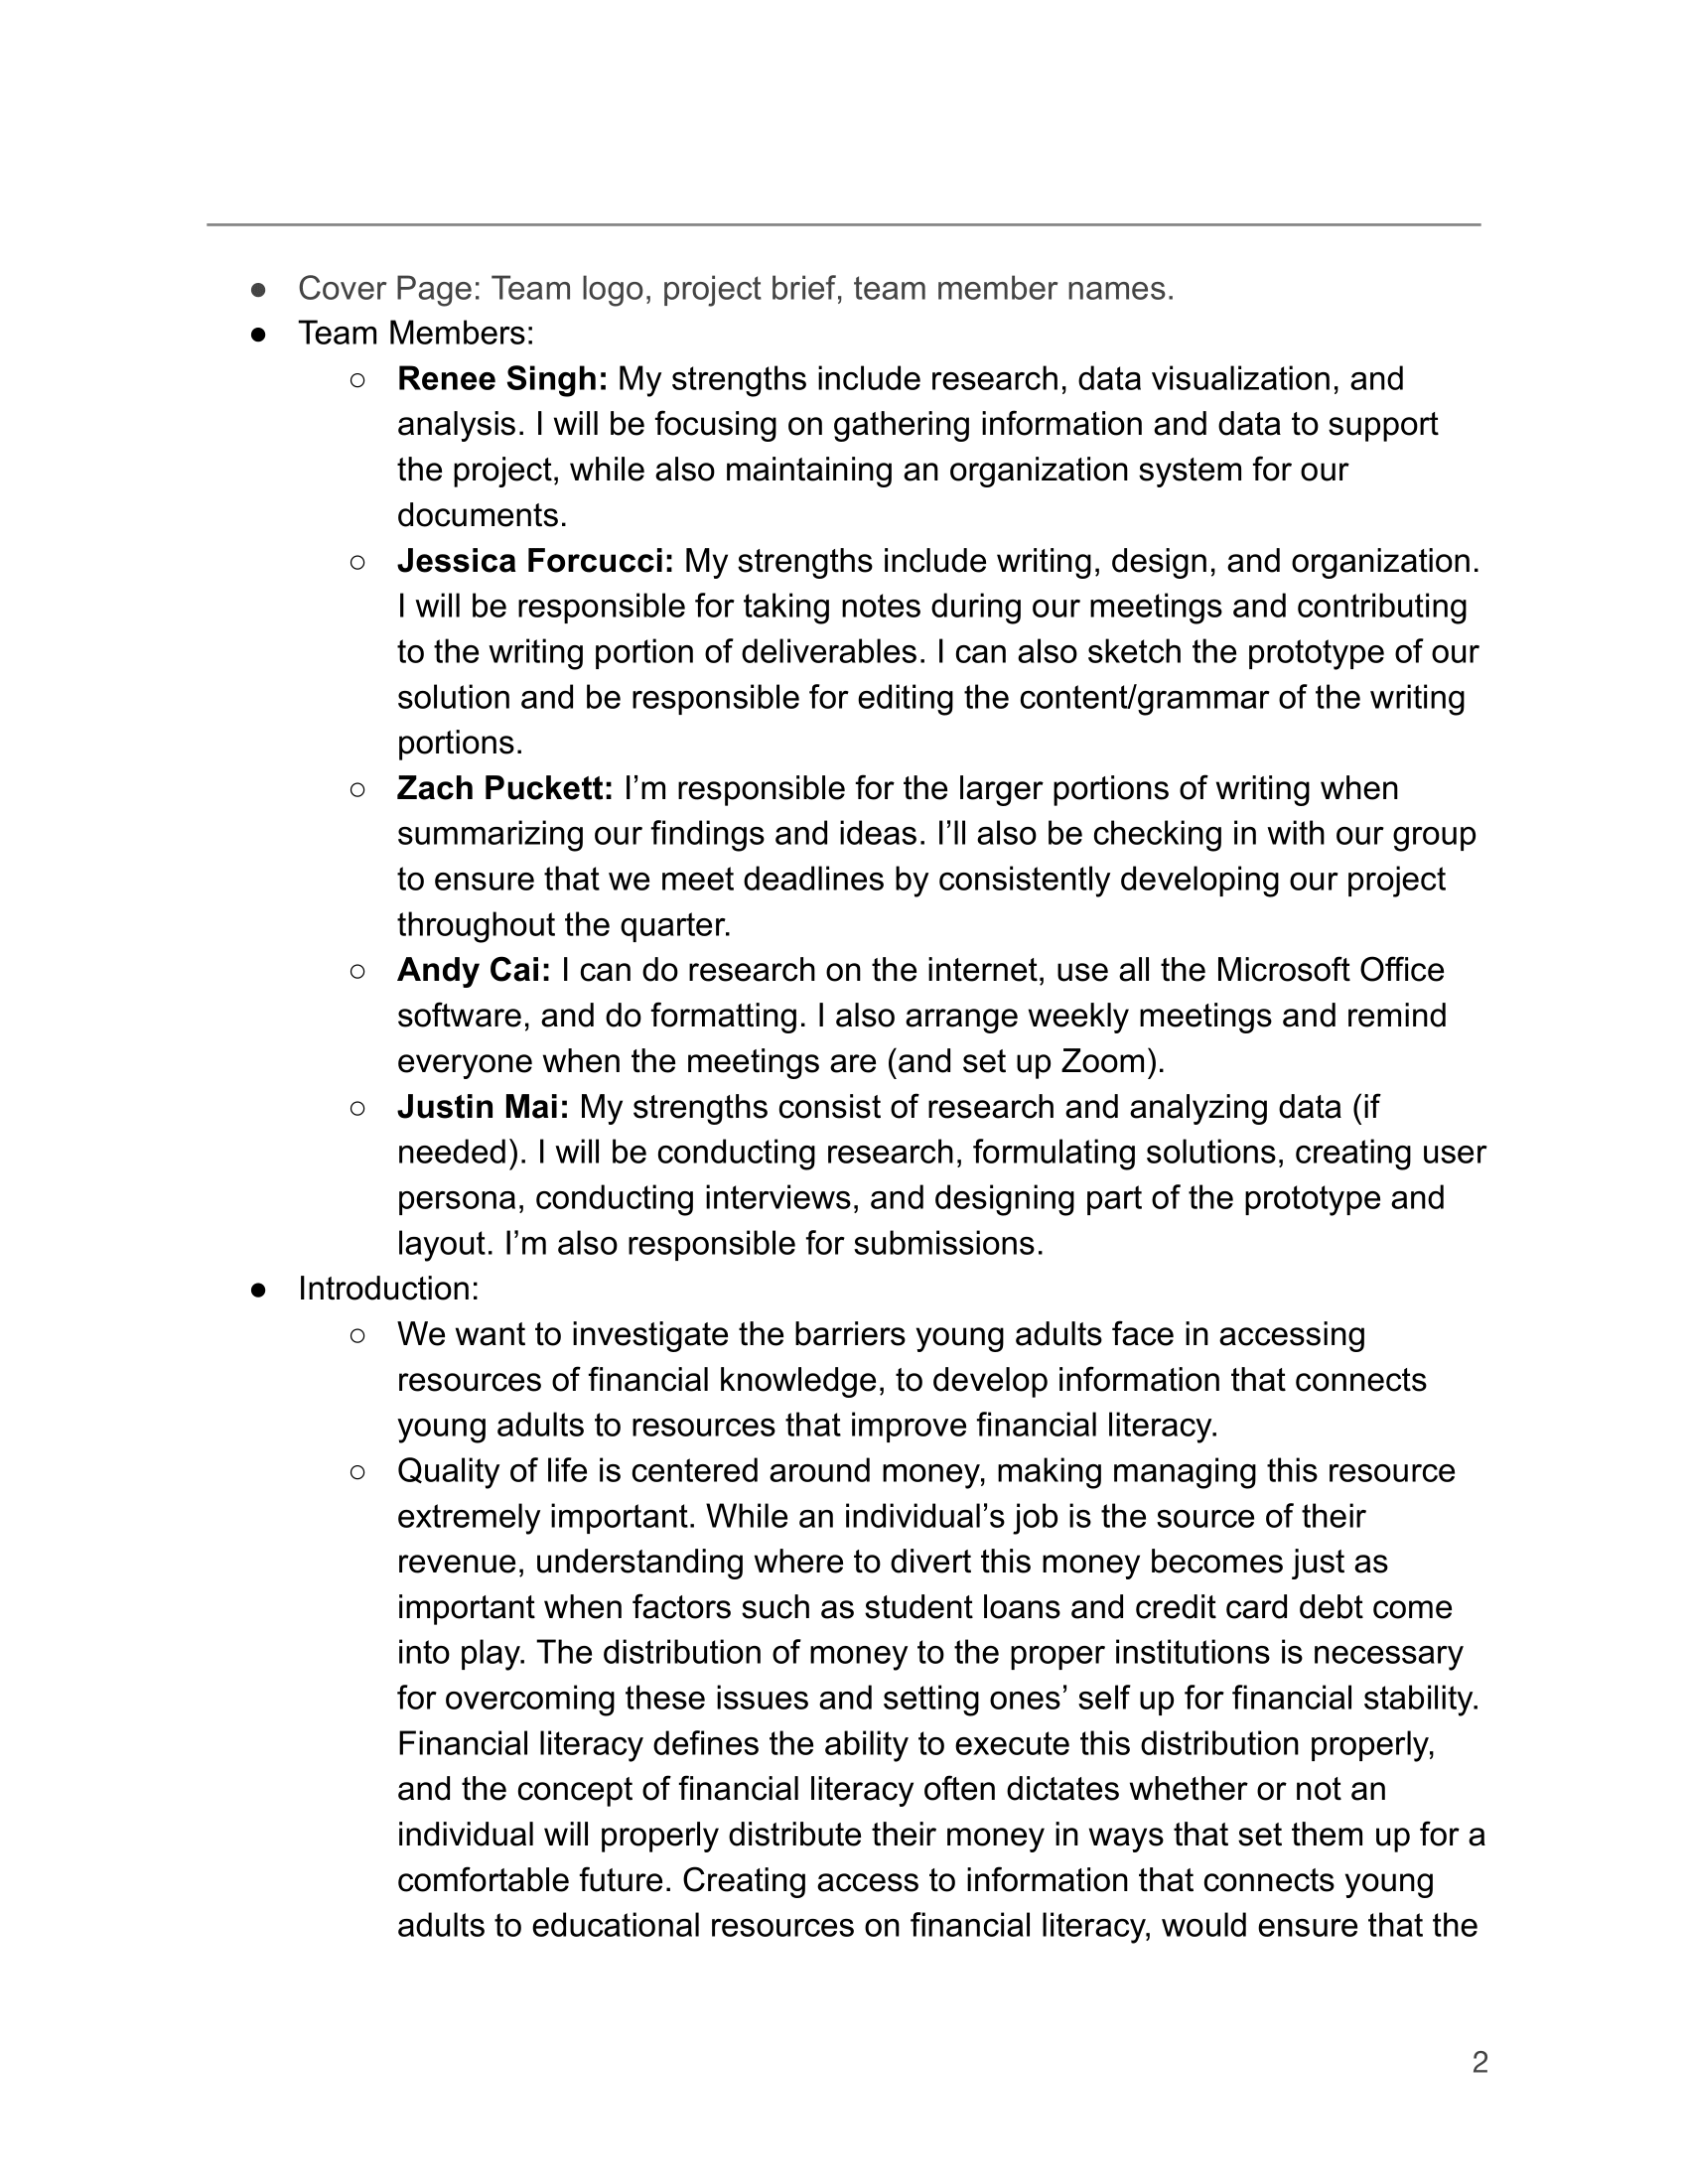 ● Cover Page: Team logo, project brief, team member names.
● Team Members:
○ Renee Singh: My strengths include research, data visualization, and
analysis. I will be focusing on gathering information and data to support
the project, while also maintaining an organization system for our
documents.
○ Jessica Forcucci: My strengths include writing, design, and organization.
I will be responsible for taking notes during our meetings and contributing
to the writing portion of deliverables. I can also sketch the prototype of our
solution and be responsible for editing the content/grammar of the writing
portions.
○ Zach Puckett: I’m responsible for the larger portions of writing when
summarizing our findings and ideas. I’ll also be checking in with our group
to ensure that we meet deadlines by consistently developing our project
throughout the quarter.
○ Andy Cai: I can do research on the internet, use all the Microsoft Office
software, and do formatting. I also arrange weekly meetings and remind
everyone when the meetings are (and set up Zoom).
○ Justin Mai: My strengths consist of research and analyzing data (if
needed). I will be conducting research, formulating solutions, creating user
persona, conducting interviews, and designing part of the prototype and
layout. I’m also responsible for submissions.
● Introduction:
○ We want to investigate the barriers young adults face in accessing
resources of financial knowledge, to develop information that connects
young adults to resources that improve financial literacy.
○ Quality of life is centered around money, making managing this resource
extremely important. While an individual’s job is the source of their
revenue, understanding where to divert this money becomes just as
important when factors such as student loans and credit card debt come
into play. The distribution of money to the proper institutions is necessary
for overcoming these issues and setting ones’ self up for financial stability.
Financial literacy defines the ability to execute this distribution properly,
and the concept of financial literacy often dictates whether or not an
individual will properly distribute their money in ways that set them up for a
comfortable future. Creating access to information that connects young
adults to educational resources on financial literacy, would ensure that the
2